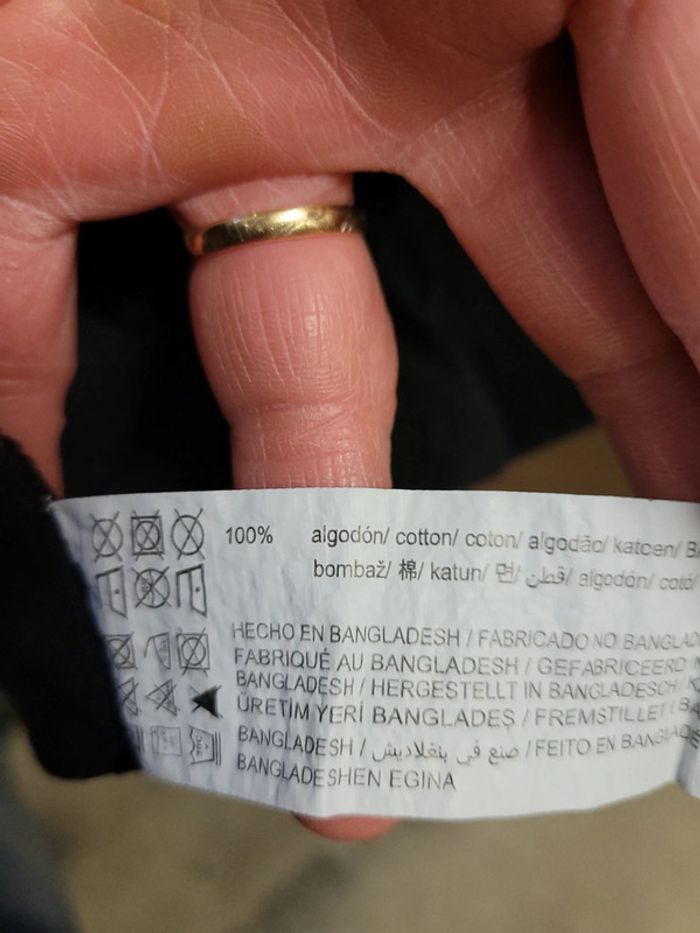 100% algodón/ cotton/ coton/ algodão/ katoen/
bombaž/ 棉/ katun/ 면/ قطن/ algodón/ cotó/
HECHO EN BANGLADESH / FABRICADO NO
FABRIQUÉ AU BANGLADESH / GEFABRICEERD
BANGLADESH / HERGESTELLT IN BANGLADESCH /
ÜRETİM YERİ BANGLADEŞ / FREMSTILLET I
BANGLADESH / صنع في بنغلاديش / FEITO EN
BANGLADESHEN EGINA